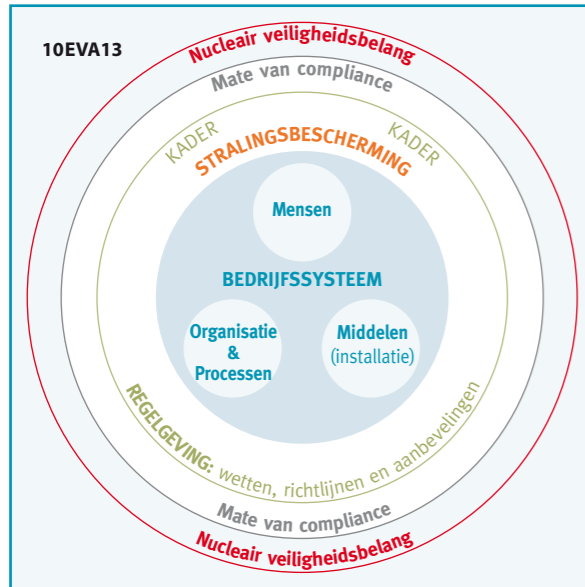 10EVA13
Nucleair veiligheidsbelang
Mate van compliance
KADER KADER
STRALINGSBESCHERMING
Mensen
BEDRIJFSSYSTEEM
Organisatie
&
Processen
Middelen
(installatie)
REGELGEVING: wetten, richtlijnen en aanbevelingen
Mate van compliance
Nucleair veiligheidsbelang